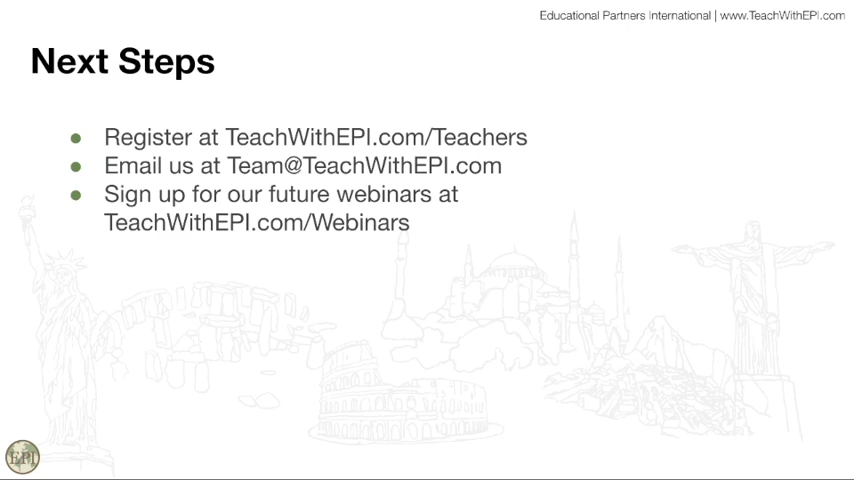 Educational Partners International | www.TeachWithEPI.com
Next Steps
● Register at TeachWithEPI.com/Teachers
● Email us at Team@TeachWithEPI.com
● Sign up for our future webinars at
TeachWithEPI.com/Webinars
EPI